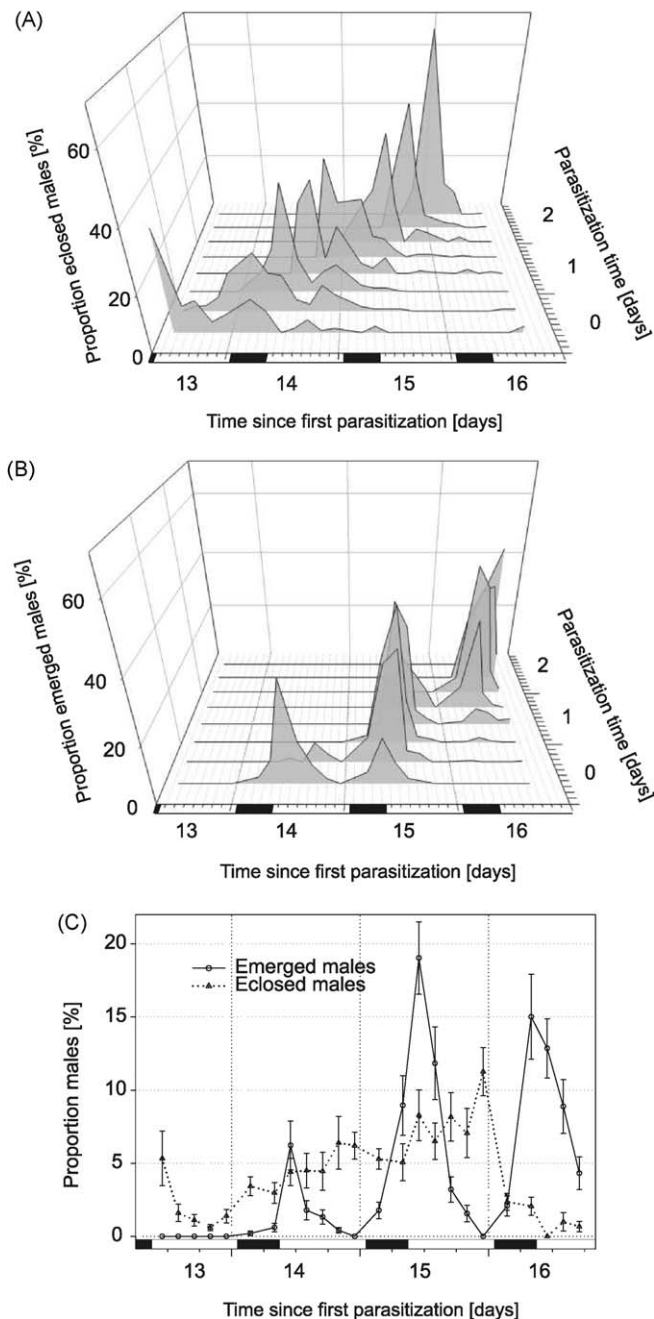 (A)
Proportion eclosed males [%]
60
40
20
0
Parasitization time [days]
2
1
0
13 14 15 16
Time since first parasitization [days]
(B)
Proportion emerged males [%]
60
40
20
0
Parasitization time [days]
2
1
0
13 14 15 16
Time since first parasitization [days]
(C)
Proportion males [%]
20
15
10
5
0
Emerged males
Eclosed males
13 14 15 16
Time since first parasitization [days]